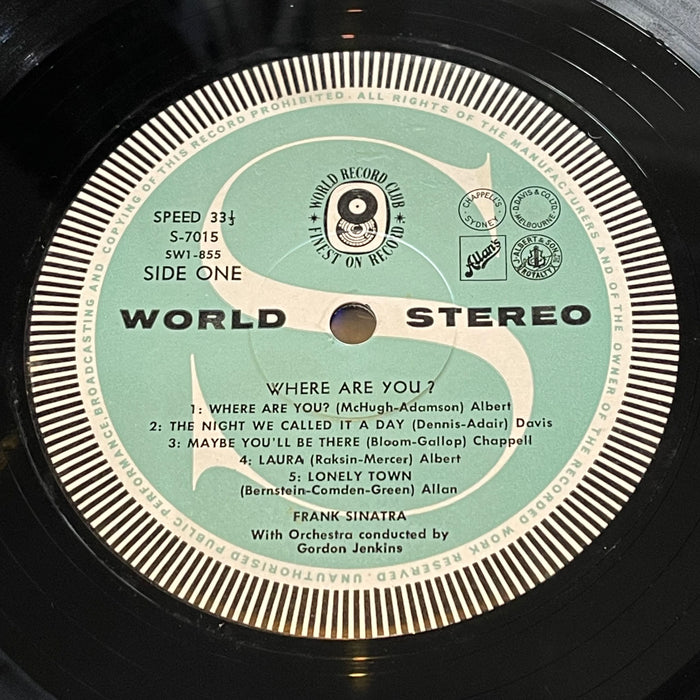 UNAUTHORISED PUBLIC PERFORMANCE BROADCASTING AND COPYING OF THIS RECORD PROHIBITED. ALL RIGHTS OF THE MANUFACTURERS AND OF THE OWNER OF THE RECORDED WORK RESERVED
WORLD RECORD CLUB
FINEST ON RECORD
CHAPPELL'S
SYDNEY
D. DAVIS & CO. LTD.
MELBOURNE
Allan's
J. ALBERT & SON
ROYALTY
SPEED 33⅓
S-7015
SW1-855
SIDE ONE
WORLD STEREO
WHERE ARE YOU?
1: WHERE ARE YOU? (McHugh-Adamson) Albert
2: THE NIGHT WE CALLED IT A DAY (Dennis-Adair) Davis
3: MAYBE YOU'LL BE THERE (Bloom-Gallop) Chappell
4: LAURA (Raksin-Mercer) Albert
5: LONELY TOWN
(Bernstein-Comden-Green) Allan
FRANK SINATRA
With Orchestra conducted by
Gordon Jenkins